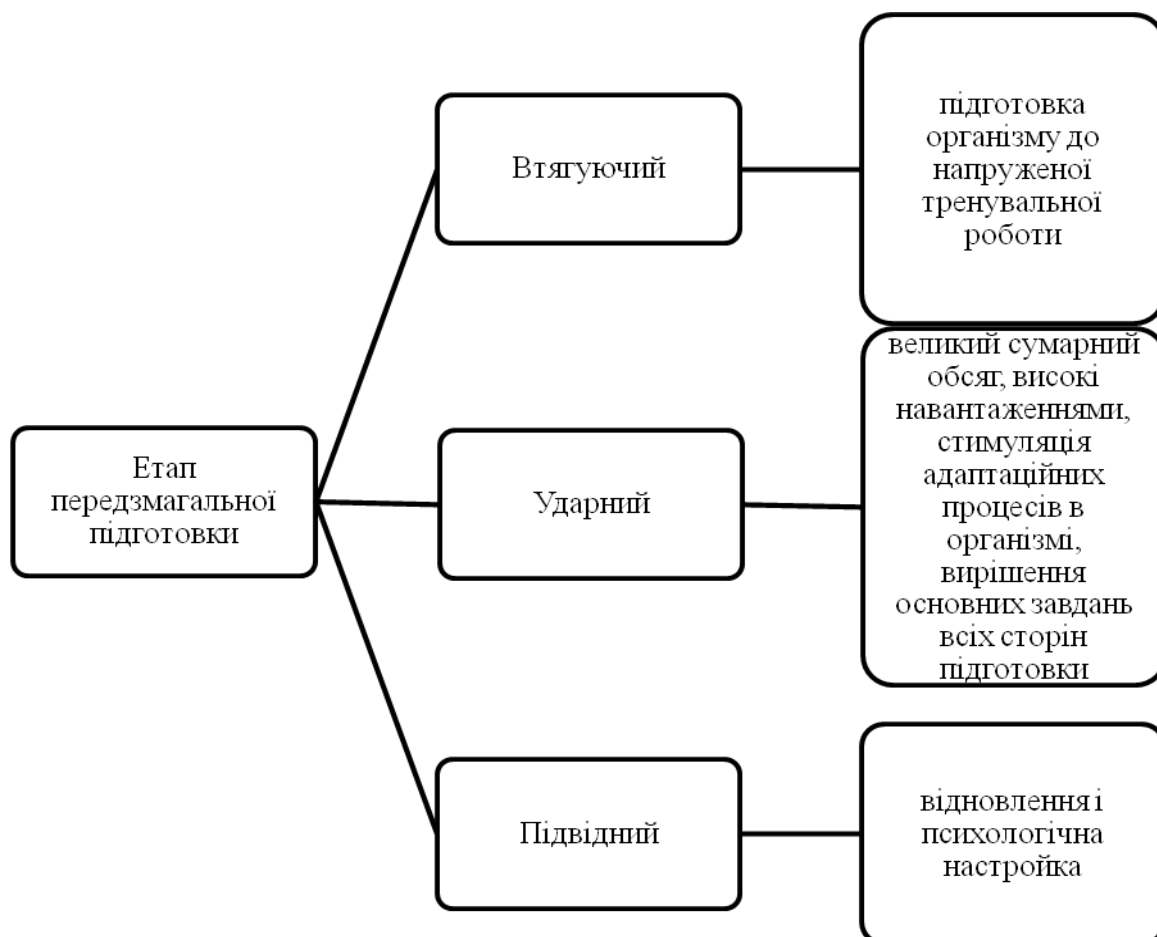 Етап
передзмагальної
підготовки
Втягуючий
підготовка
організму до
напруженої
тренувальної
роботи
Ударний
великий сумарний
обсяг, високі
навантаженнями,
стимуляція
адаптаційних
процесів в
організмі,
вирішення
основних завдань
всіх сторін
підготовки
Підвідний
відновлення і
психологічна
настройка